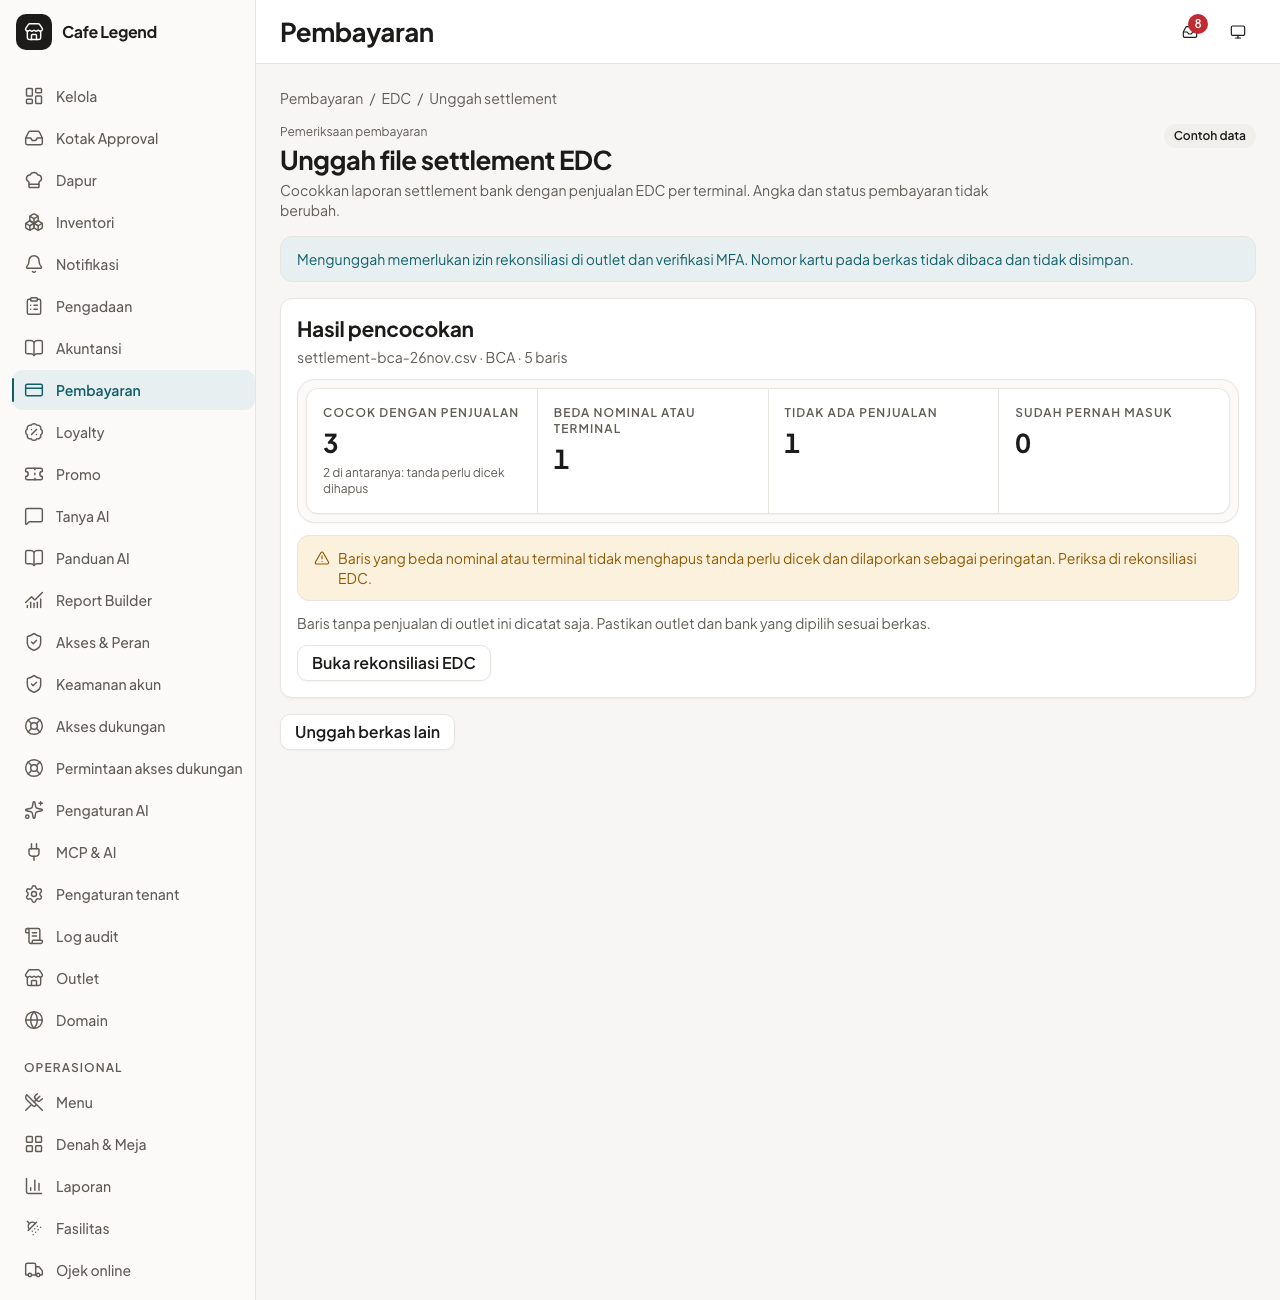 Cafe Legend
Pembayaran
8
Kelola
Kotak Approval
Dapur
Inventori
Notifikasi
Pengadaan
Akuntansi
Pembayaran
Loyalty
Promo
Tanya AI
Panduan AI
Report Builder
Akses & Peran
Keamanan akun
Akses dukungan
Permintaan akses dukungan
Pengaturan AI
MCP & AI
Pengaturan tenant
Log audit
Outlet
Domain
OPERASIONAL
Menu
Denah & Meja
Laporan
Fasilitas
Ojek online
Pembayaran / EDC / Unggah settlement
Pemeriksaan pembayaran
Contoh data
Unggah file settlement EDC
Cocokkan laporan settlement bank dengan penjualan EDC per terminal. Angka dan status pembayaran tidak
berubah.
Mengunggah memerlukan izin rekonsiliasi di outlet dan verifikasi MFA. Nomor kartu pada berkas tidak dibaca dan tidak disimpan.
Hasil pencocokan
settlement-bca-26nov.csv · BCA · 5 baris
COCOK DENGAN PENJUALAN
3
2 di antaranya: tanda perlu dicek
dihapus
BEDA NOMINAL ATAU
TERMINAL
1
TIDAK ADA PENJUALAN
1
SUDAH PERNAH MASUK
0
Baris yang beda nominal atau terminal tidak menghapus tanda perlu dicek dan dilaporkan sebagai peringatan. Periksa di rekonsiliasi
EDC.
Baris tanpa penjualan di outlet ini dicatat saja. Pastikan outlet dan bank yang dipilih sesuai berkas.
Buka rekonsiliasi EDC
Unggah berkas lain